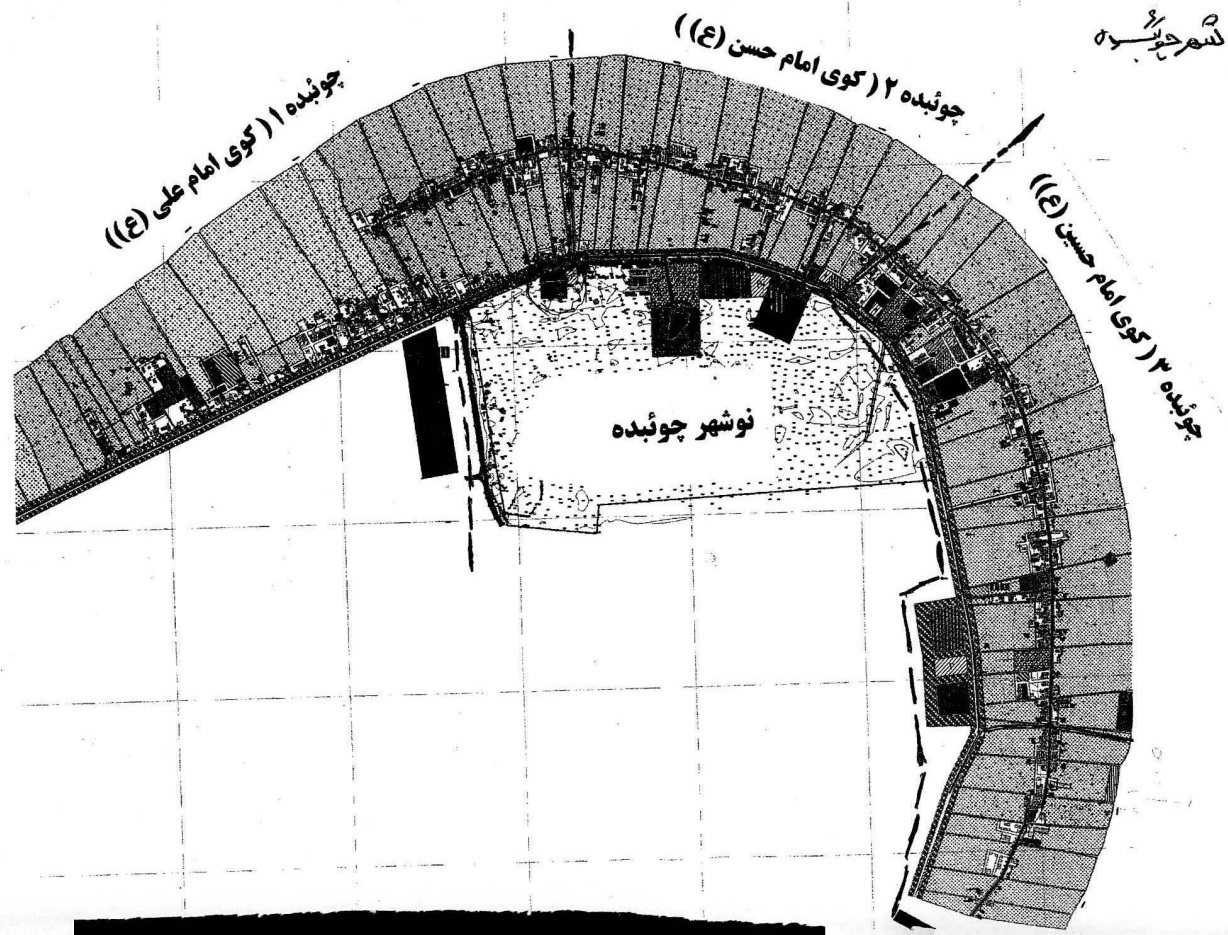 شهر چوئبده
چوئبده ۱ ( کوی امام علی (ع))
چوئبده ۲ ( کوی امام حسن (ع))
چوئبده ۳ ( کوی امام حسین (ع))
نوشهر چوئبده